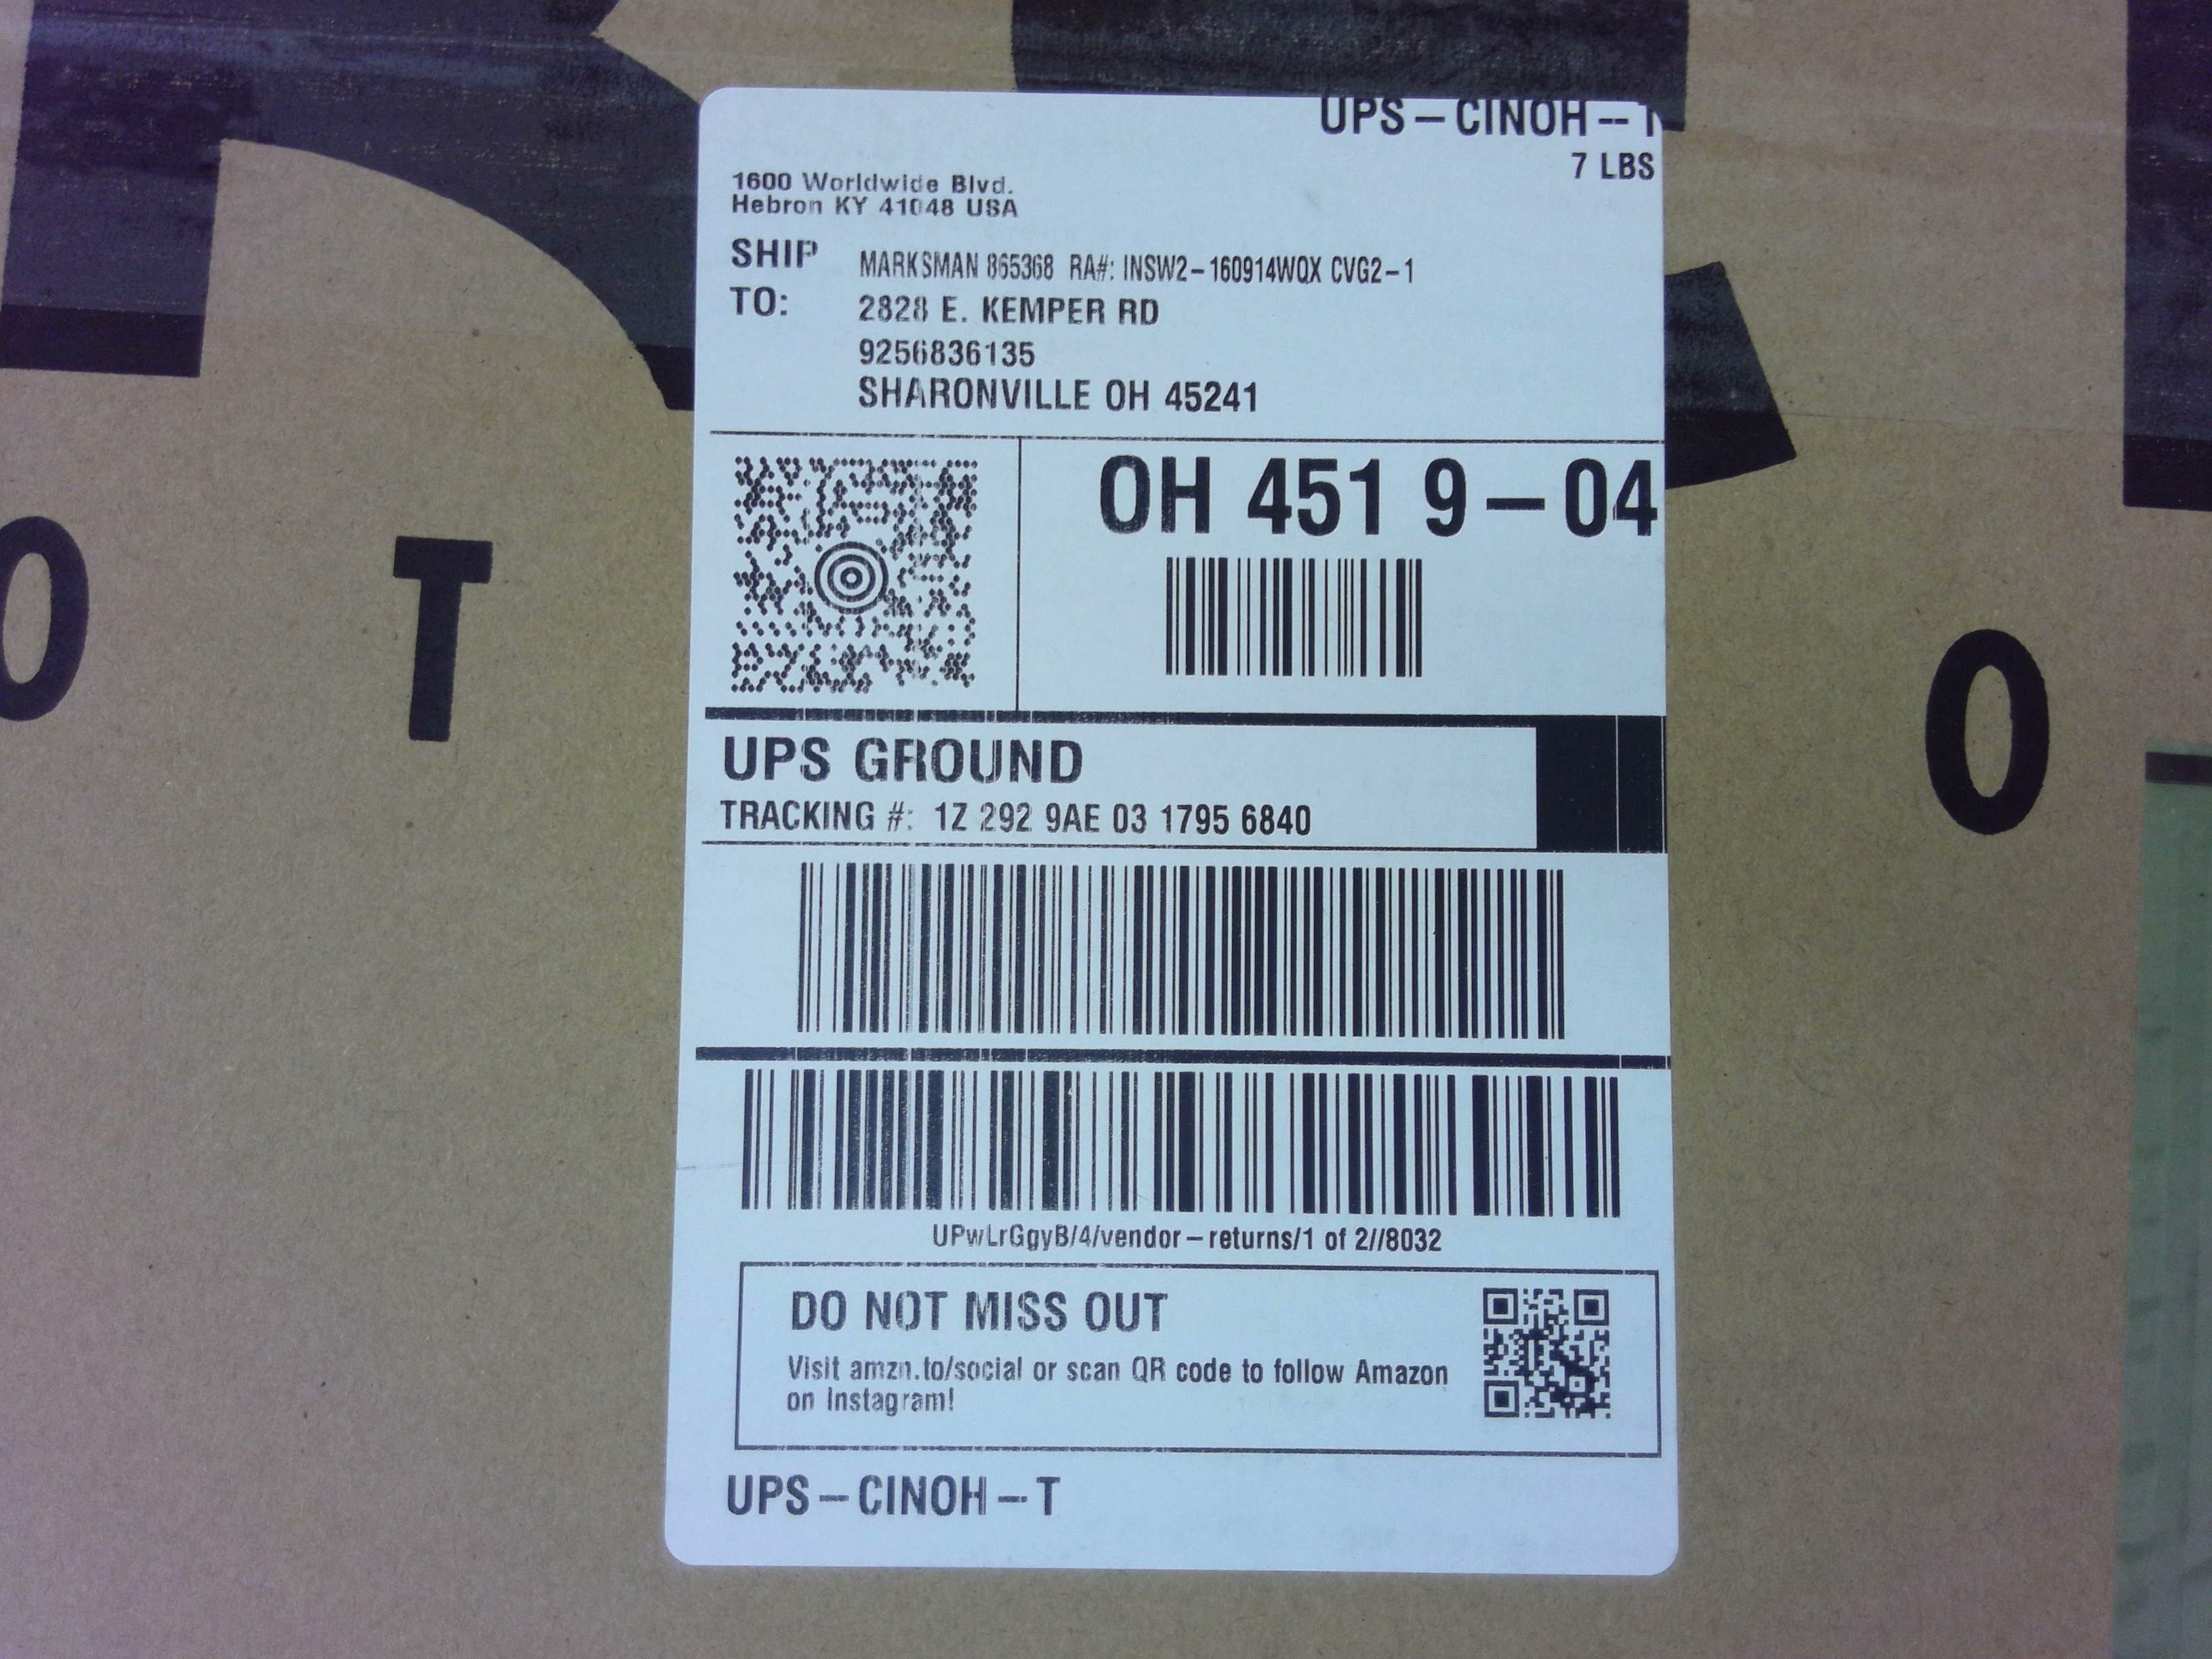 UPS – CINOH -- T
7 LBS
1600 Worldwide Blvd.
Hebron KY 41048 USA
SHIP TO:
MARKSMAN 865368 RA#: INSW2-160914WQX CVG2-1
2828 E. KEMPER RD
9256836135
SHARONVILLE OH 45241
OH 451 9 – 04
UPS GROUND
TRACKING #: 1Z 292 9AE 03 1795 6840
UPwLrGgyB/4/vendor – returns/1 of 2//8032
DO NOT MISS OUT
Visit amzn.to/social or scan QR code to follow Amazon
on Instagram!
UPS – CINOH -- T
O T O